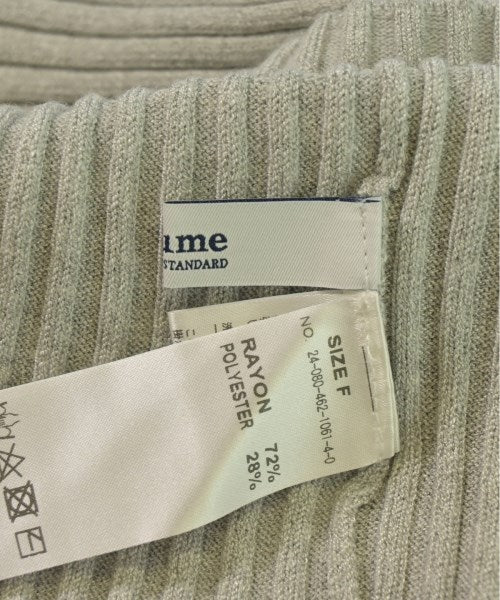 ume
STANDARD
SIZE F
NO. 24-080-462-1061-4-0
RAYON 72%
POLYESTER 28%